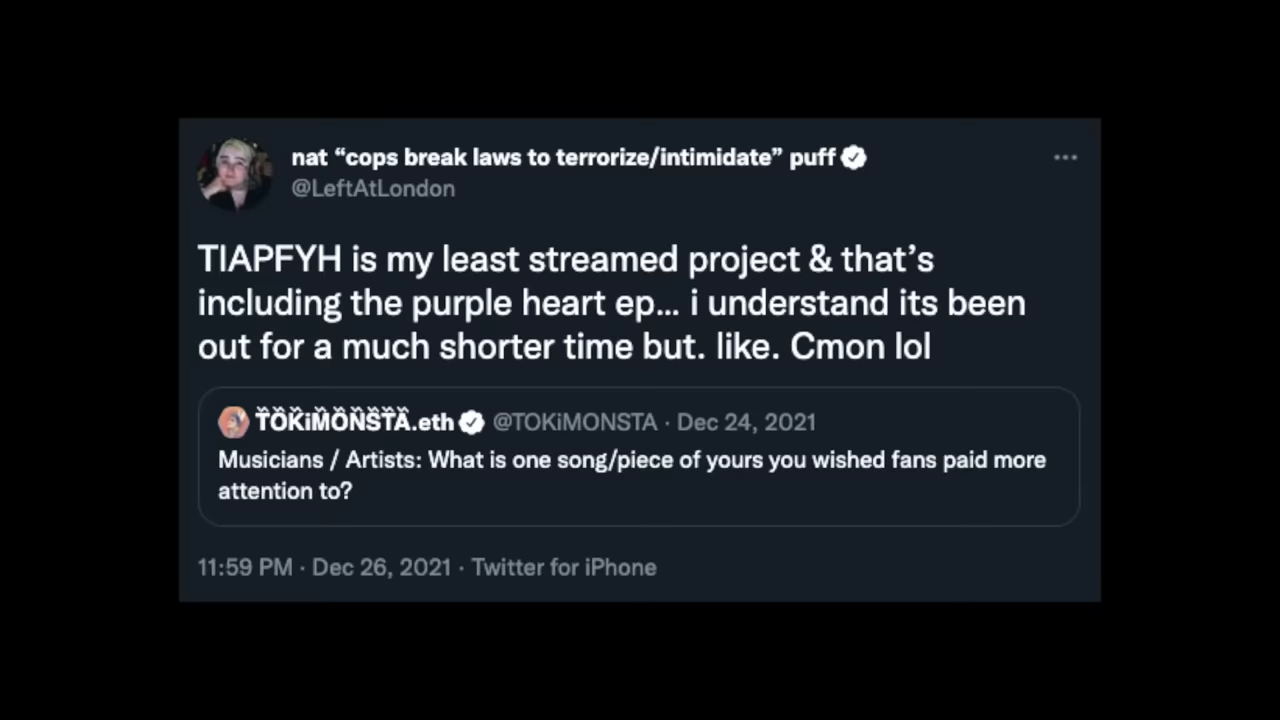 nat “cops break laws to terrorize/intimidate” puff
@LeftAtLondon
TIAPFYH is my least streamed project & that’s
including the purple heart ep... i understand its been
out for a much shorter time but. like. Cmon lol
T̆̈ŎKiM̆ŎN̆S̆T̆Ă.eth @TOKiMONSTA · Dec 24, 2021
Musicians / Artists: What is one song/piece of yours you wished fans paid more
attention to?
11:59 PM · Dec 26, 2021 · Twitter for iPhone